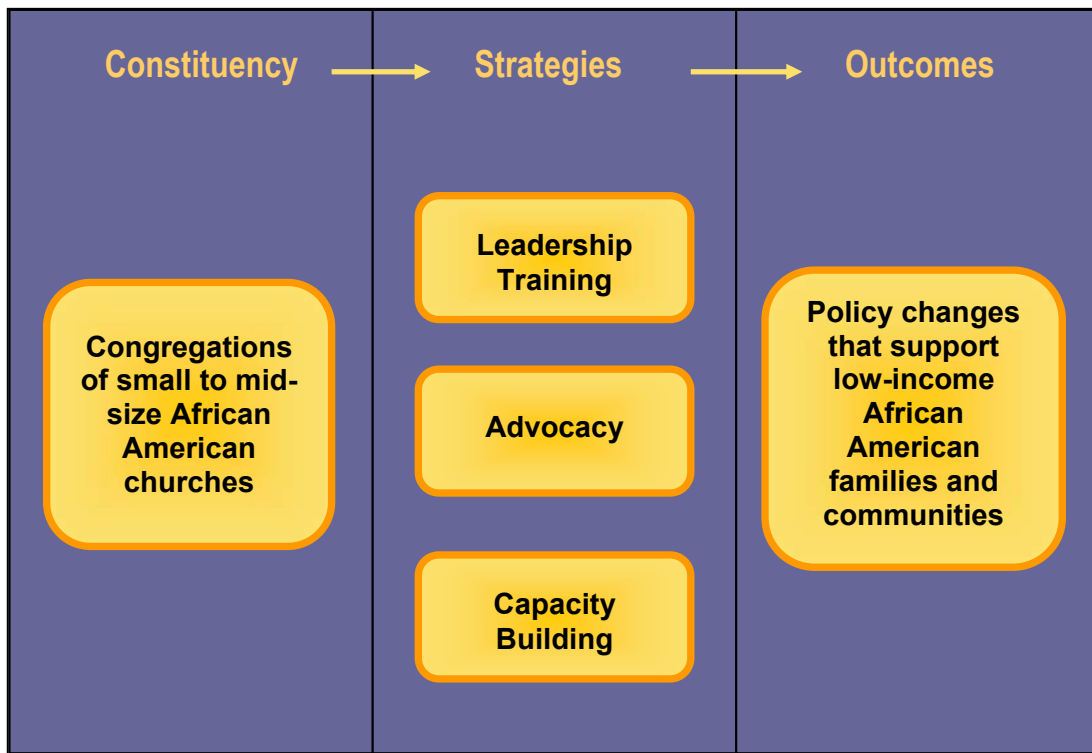 Constituency
Strategies
Outcomes
Congregations
of small to mid-
size African
American
churches
Leadership
Training
Advocacy
Capacity
Building
Policy changes
that support
low-income
African
American
families and
communities